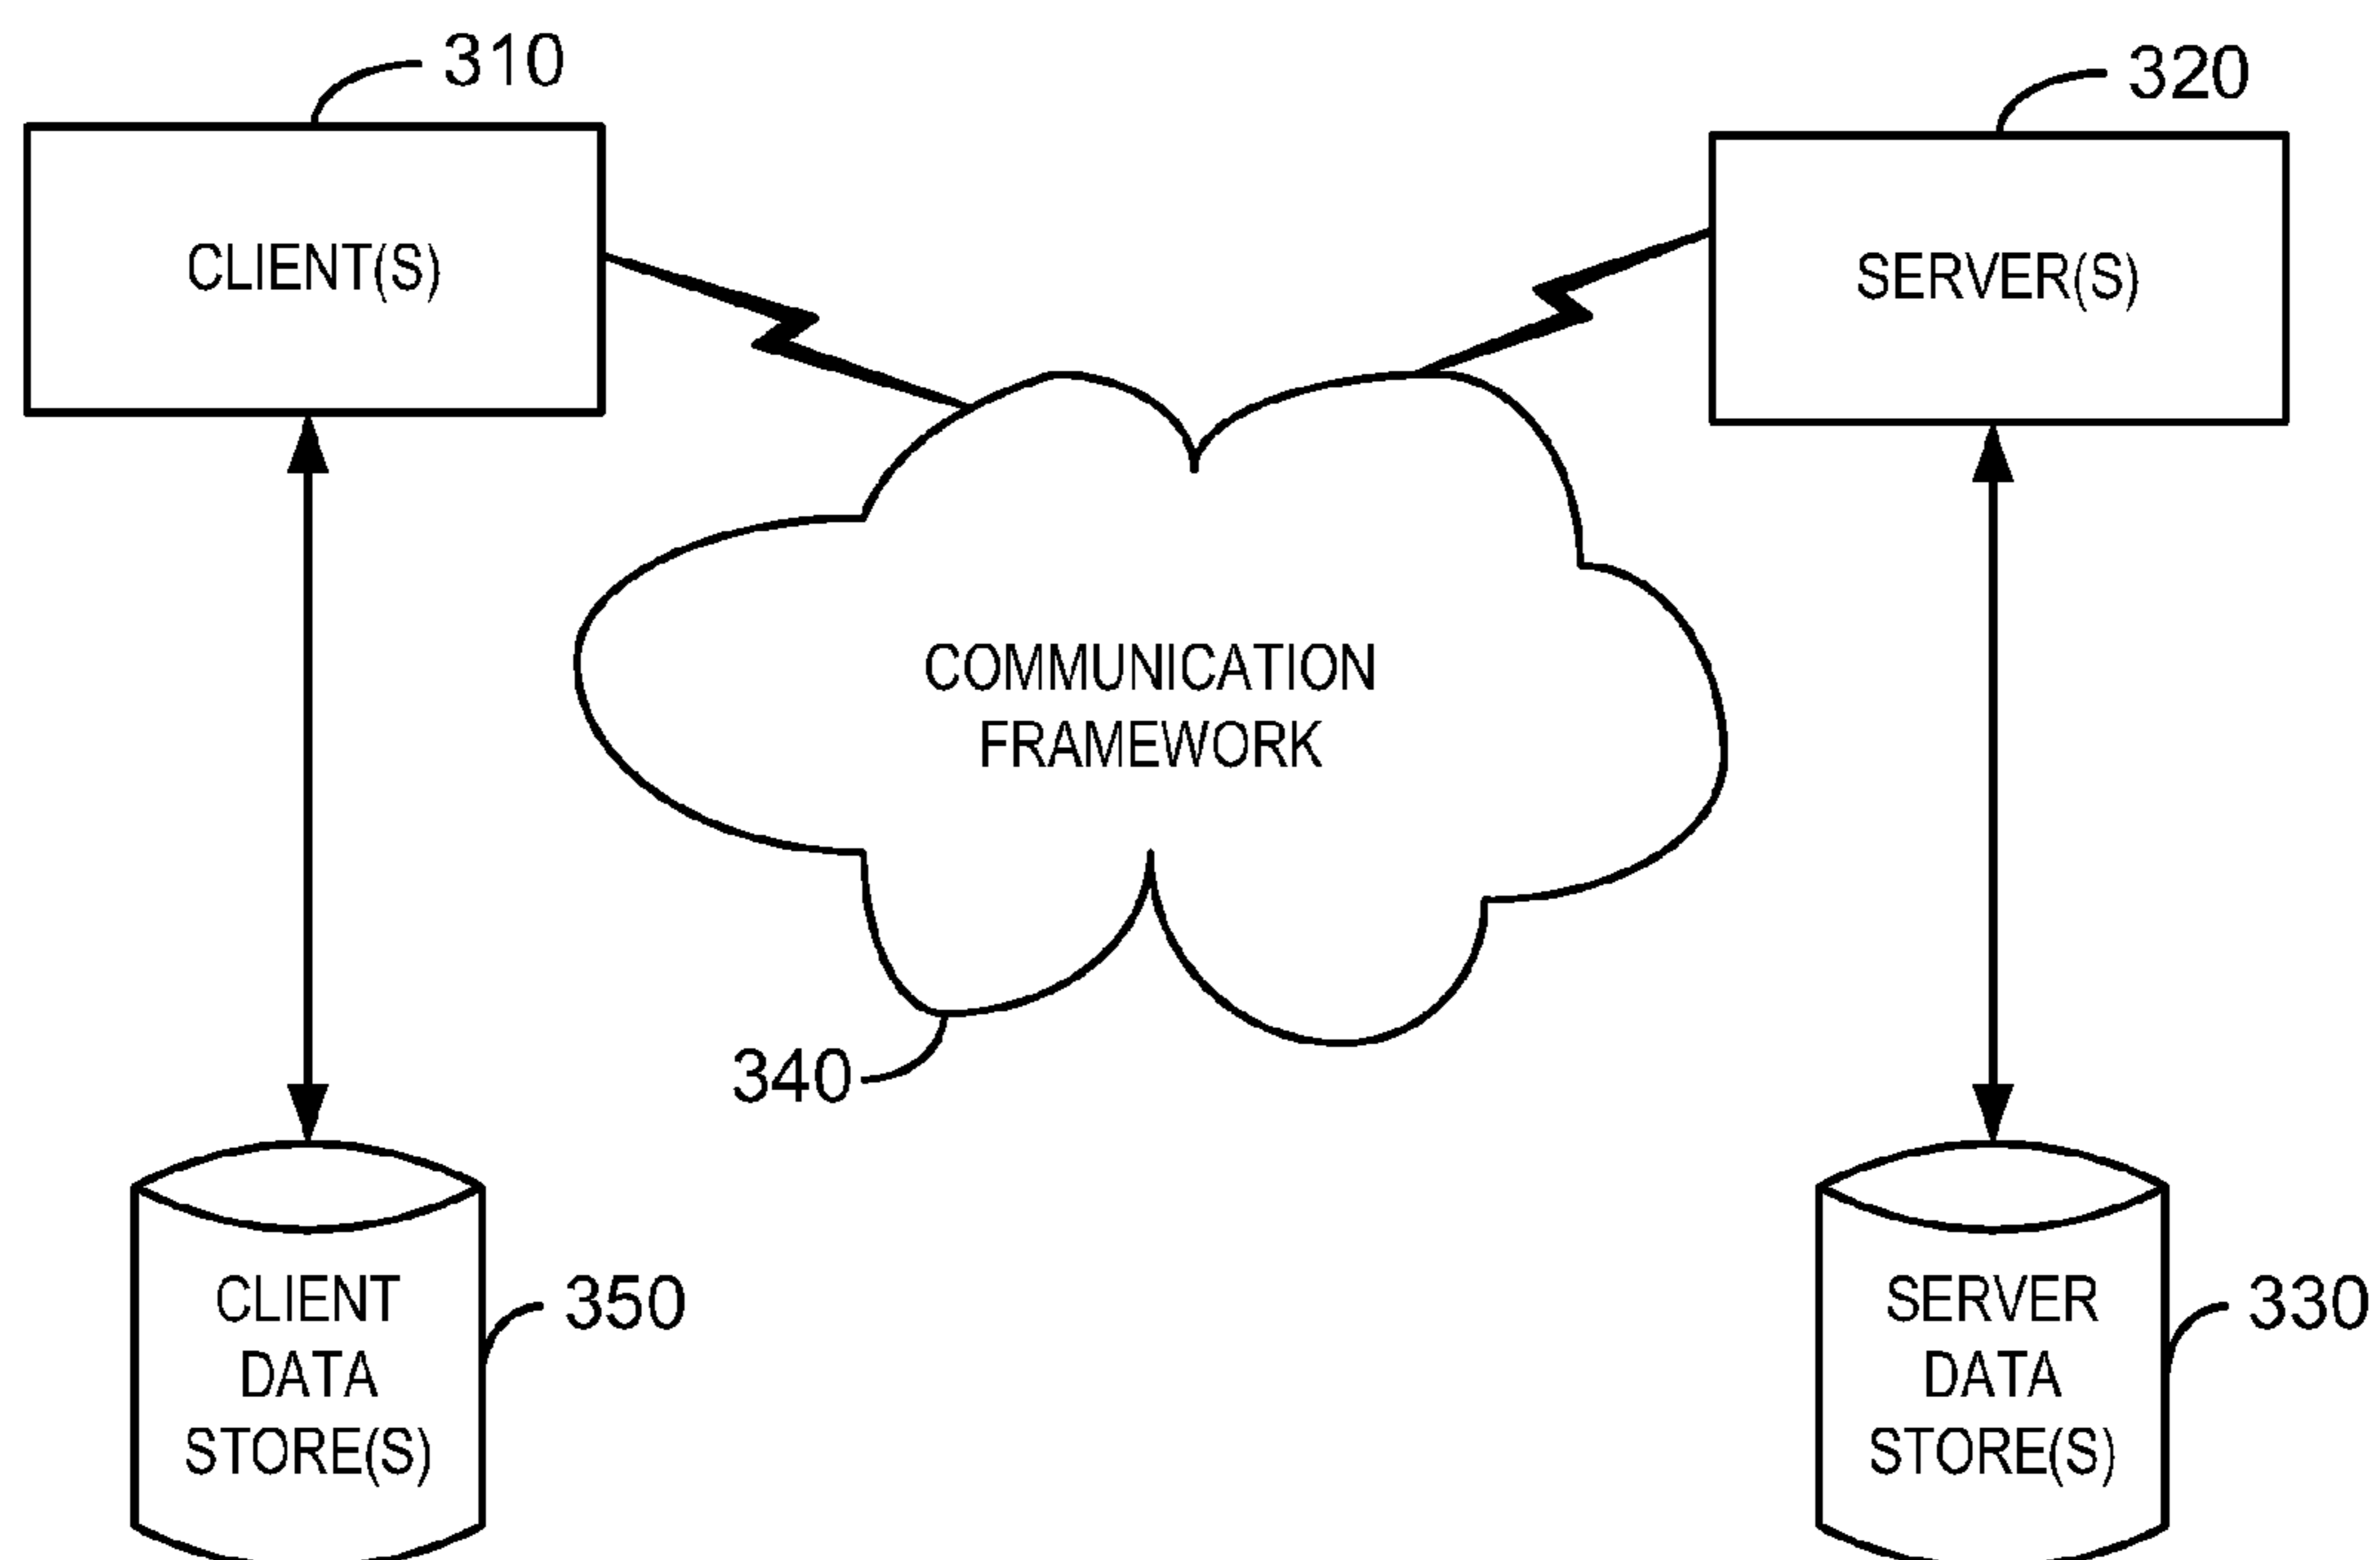 310
320
CLIENT(S)
SERVER(S)
COMMUNICATION
FRAMEWORK
340
CLIENT
DATA
STORE(S)
350
SERVER
DATA
STORE(S)
330